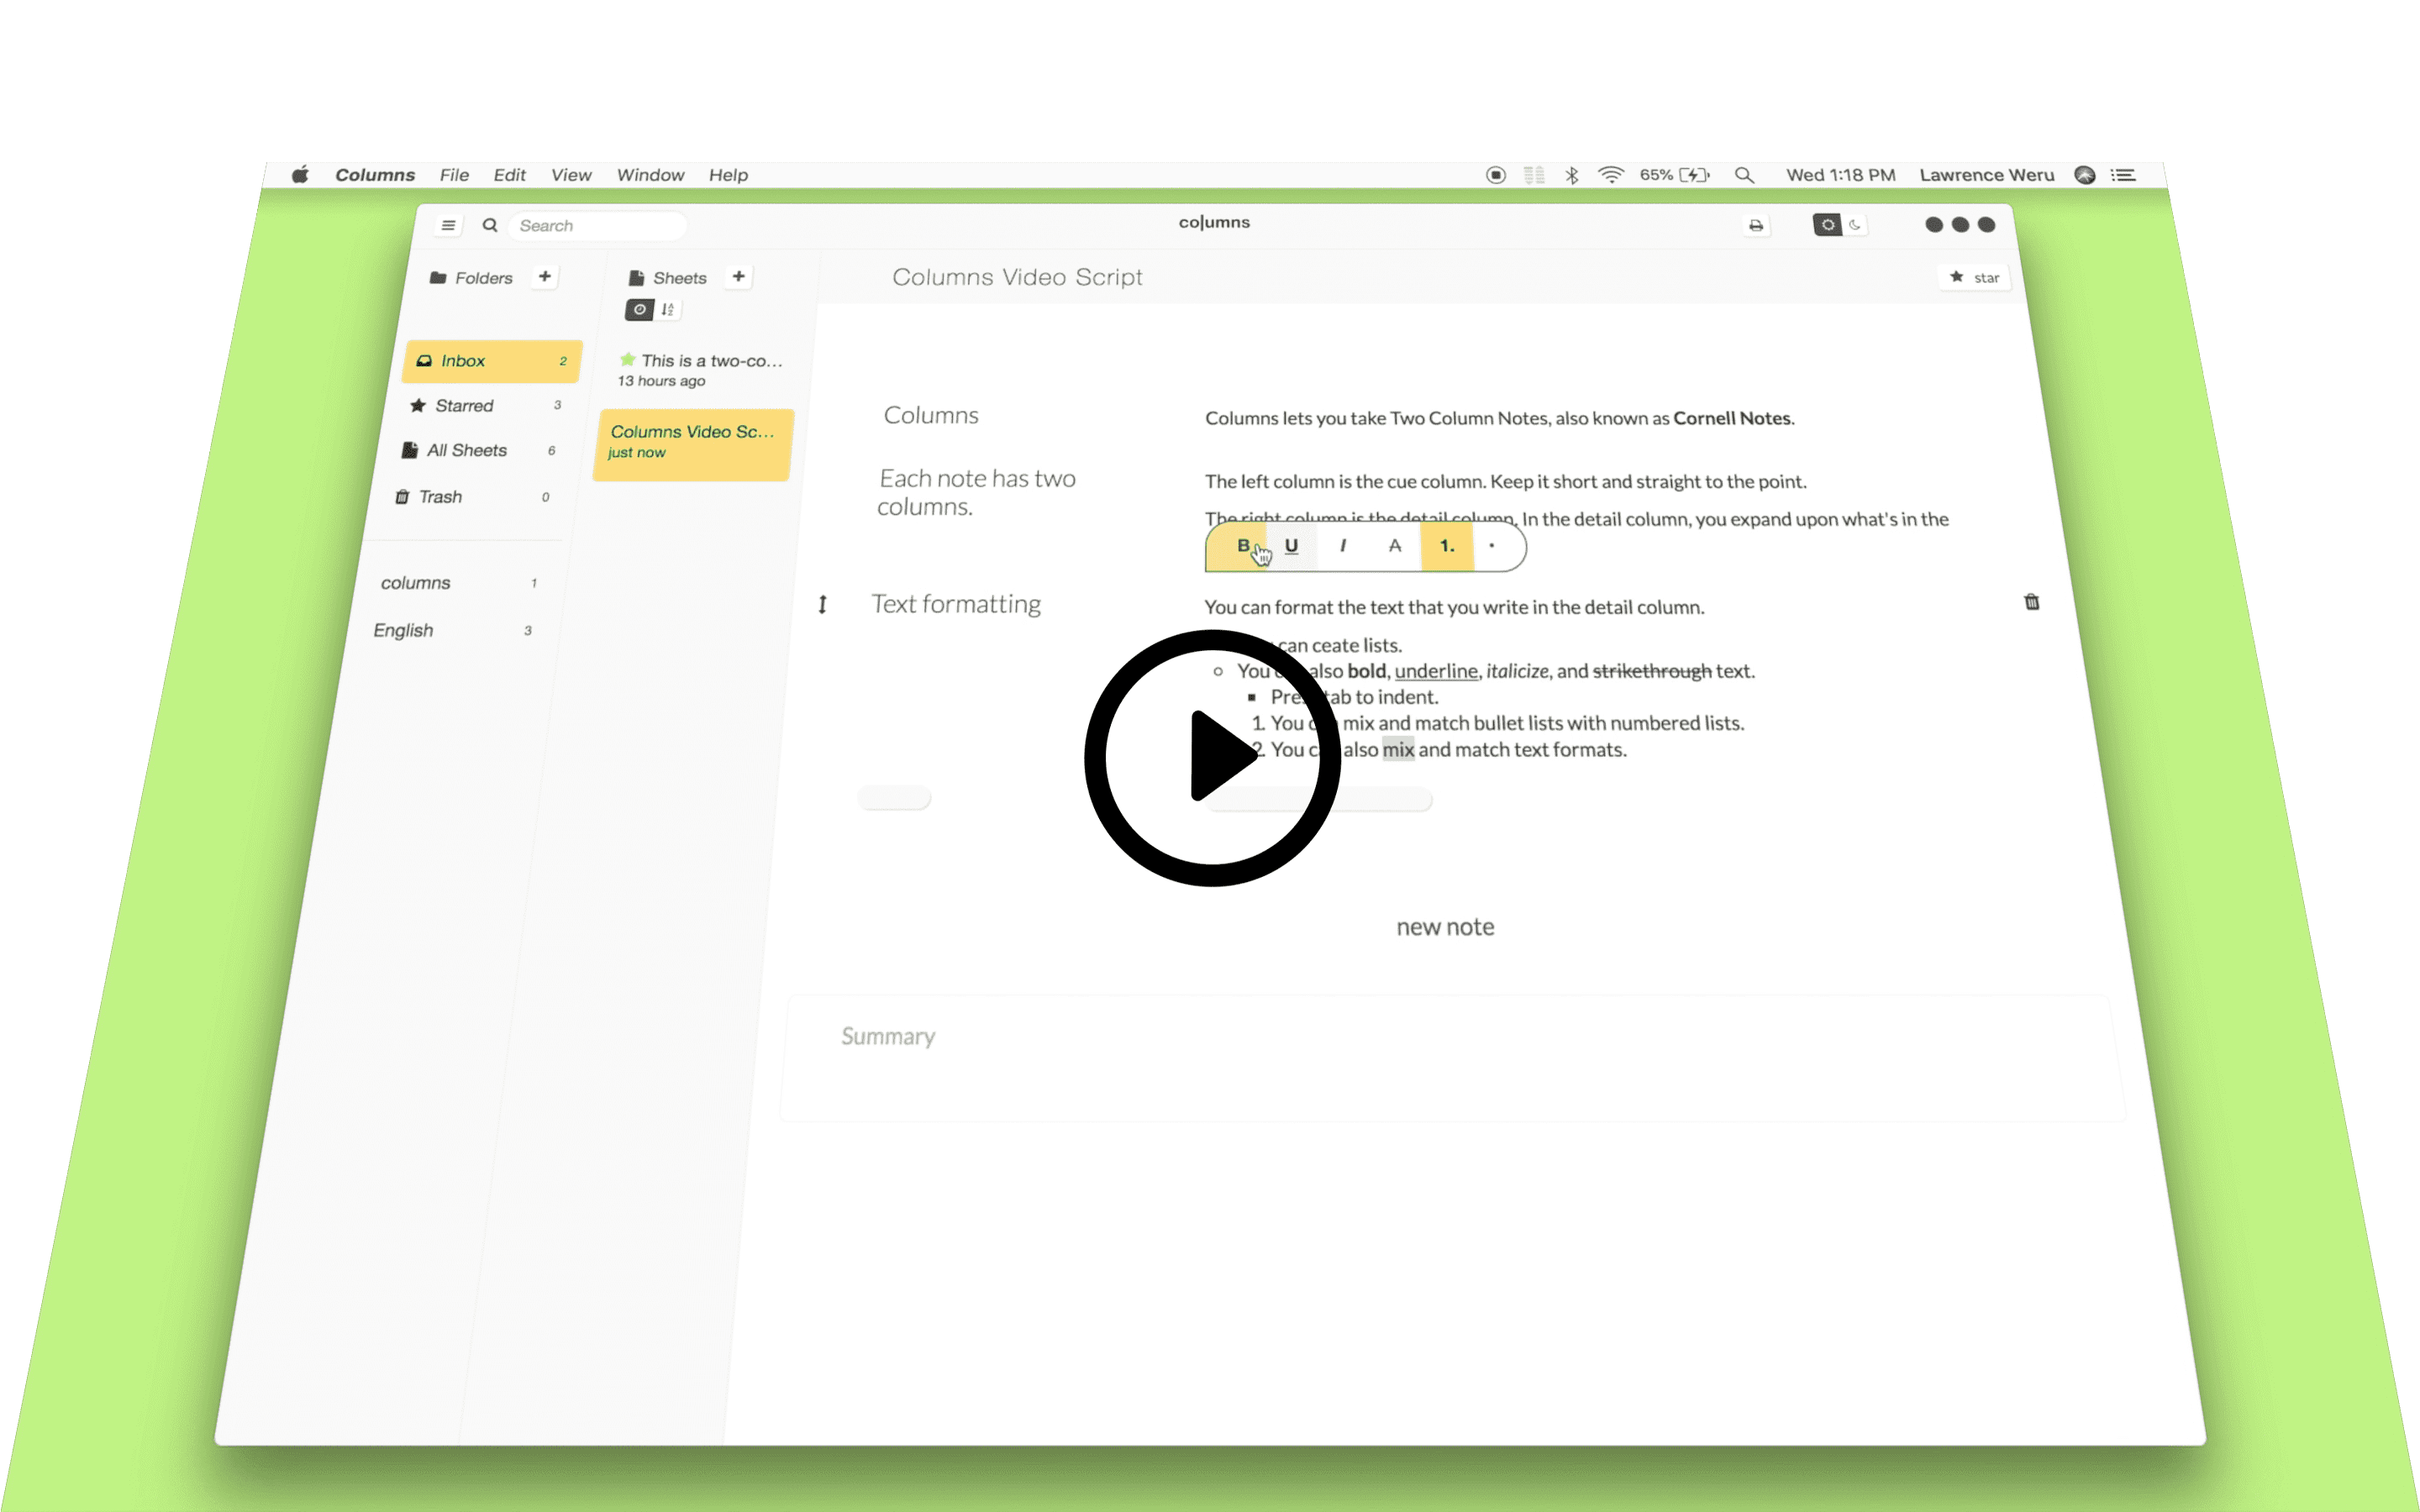 Columns File Edit View Window Help 65% Wed 1:18 PM Lawrence Weru
Search columns
Folders + Sheets + Columns Video Script star
Inbox 2
Starred 3
All Sheets 6
Trash 0
columns 1
English 3
This is a two-co...
13 hours ago
Columns Video Sc...
just now
Columns
Columns lets you take Two Column Notes, also known as Cornell Notes.
Each note has two
columns.
The left column is the cue column. Keep it short and straight to the point.
The right column is the detail column. In the detail column, you expand upon what's in the
B U I A 1. ·
Text formatting
You can format the text that you write in the detail column.
can ceate lists.
You also bold, underline, italicize, and strikethrough text.
tab to indent.
1. You mix and match bullet lists with numbered lists.
2. You also mix and match text formats.
new note
Summary